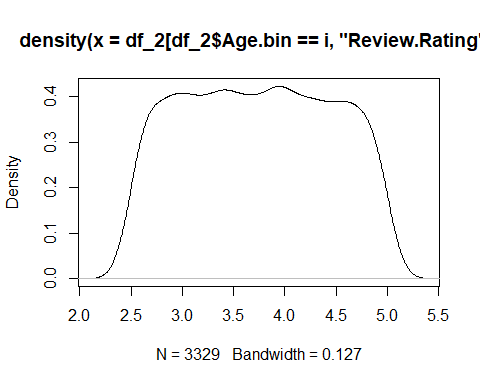 density(x = df_2[df_2$Age.bin == i, "Review.Rating"
Density
0.4
0.3
0.2
0.1
0.0
2.0 2.5 3.0 3.5 4.0 4.5 5.0 5.5
N = 3329 Bandwidth = 0.127